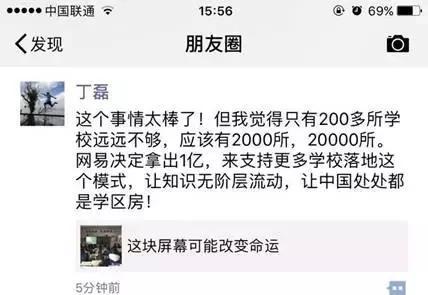 中国联通
15:56
69%
发现
朋友圈
丁磊
这个事情太棒了！但我觉得只有200多所学
校远远不够，应该有2000所，20000所。
网易决定拿出1亿，来支持更多学校落地这
个模式，让知识无阶层流动，让中国处处都
是学区房！
这块屏幕可能改变命运
5分钟前